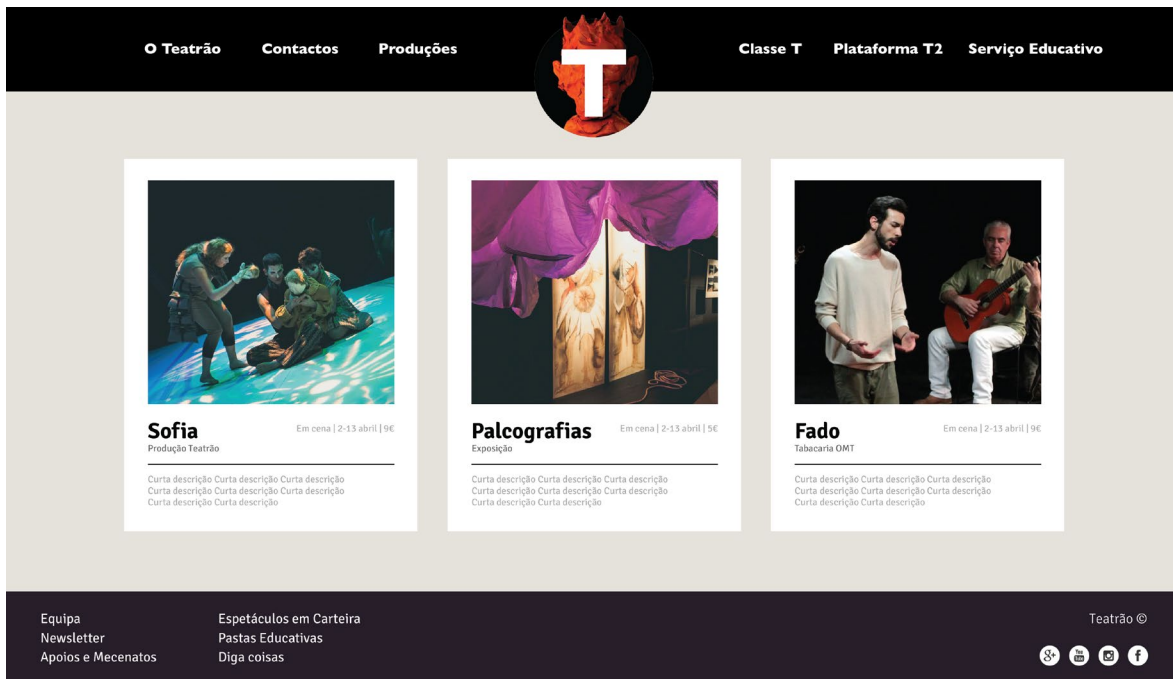 O Teatrão Contactos Produções T Classe T Plataforma T2 Serviço Educativo
Sofia Em cena | 2-13 abril | 9€
Produção Teatrão
Curta descrição Curta descrição Curta descrição
Curta descrição Curta descrição Curta descrição
Curta descrição Curta descrição
Palcografias Em cena | 2-13 abril | 5€
Exposição
Curta descrição Curta descrição Curta descrição
Curta descrição Curta descrição Curta descrição
Curta descrição Curta descrição
Fado Em cena | 2-13 abril | 9€
Tabacaria OMT
Curta descrição Curta descrição Curta descrição
Curta descrição Curta descrição Curta descrição
Curta descrição Curta descrição
Equipa
Newsletter
Apoios e Mecenatos
Espetáculos em Carteira
Pastas Educativas
Diga coisas
Teatrão ©
g+ You Tube f